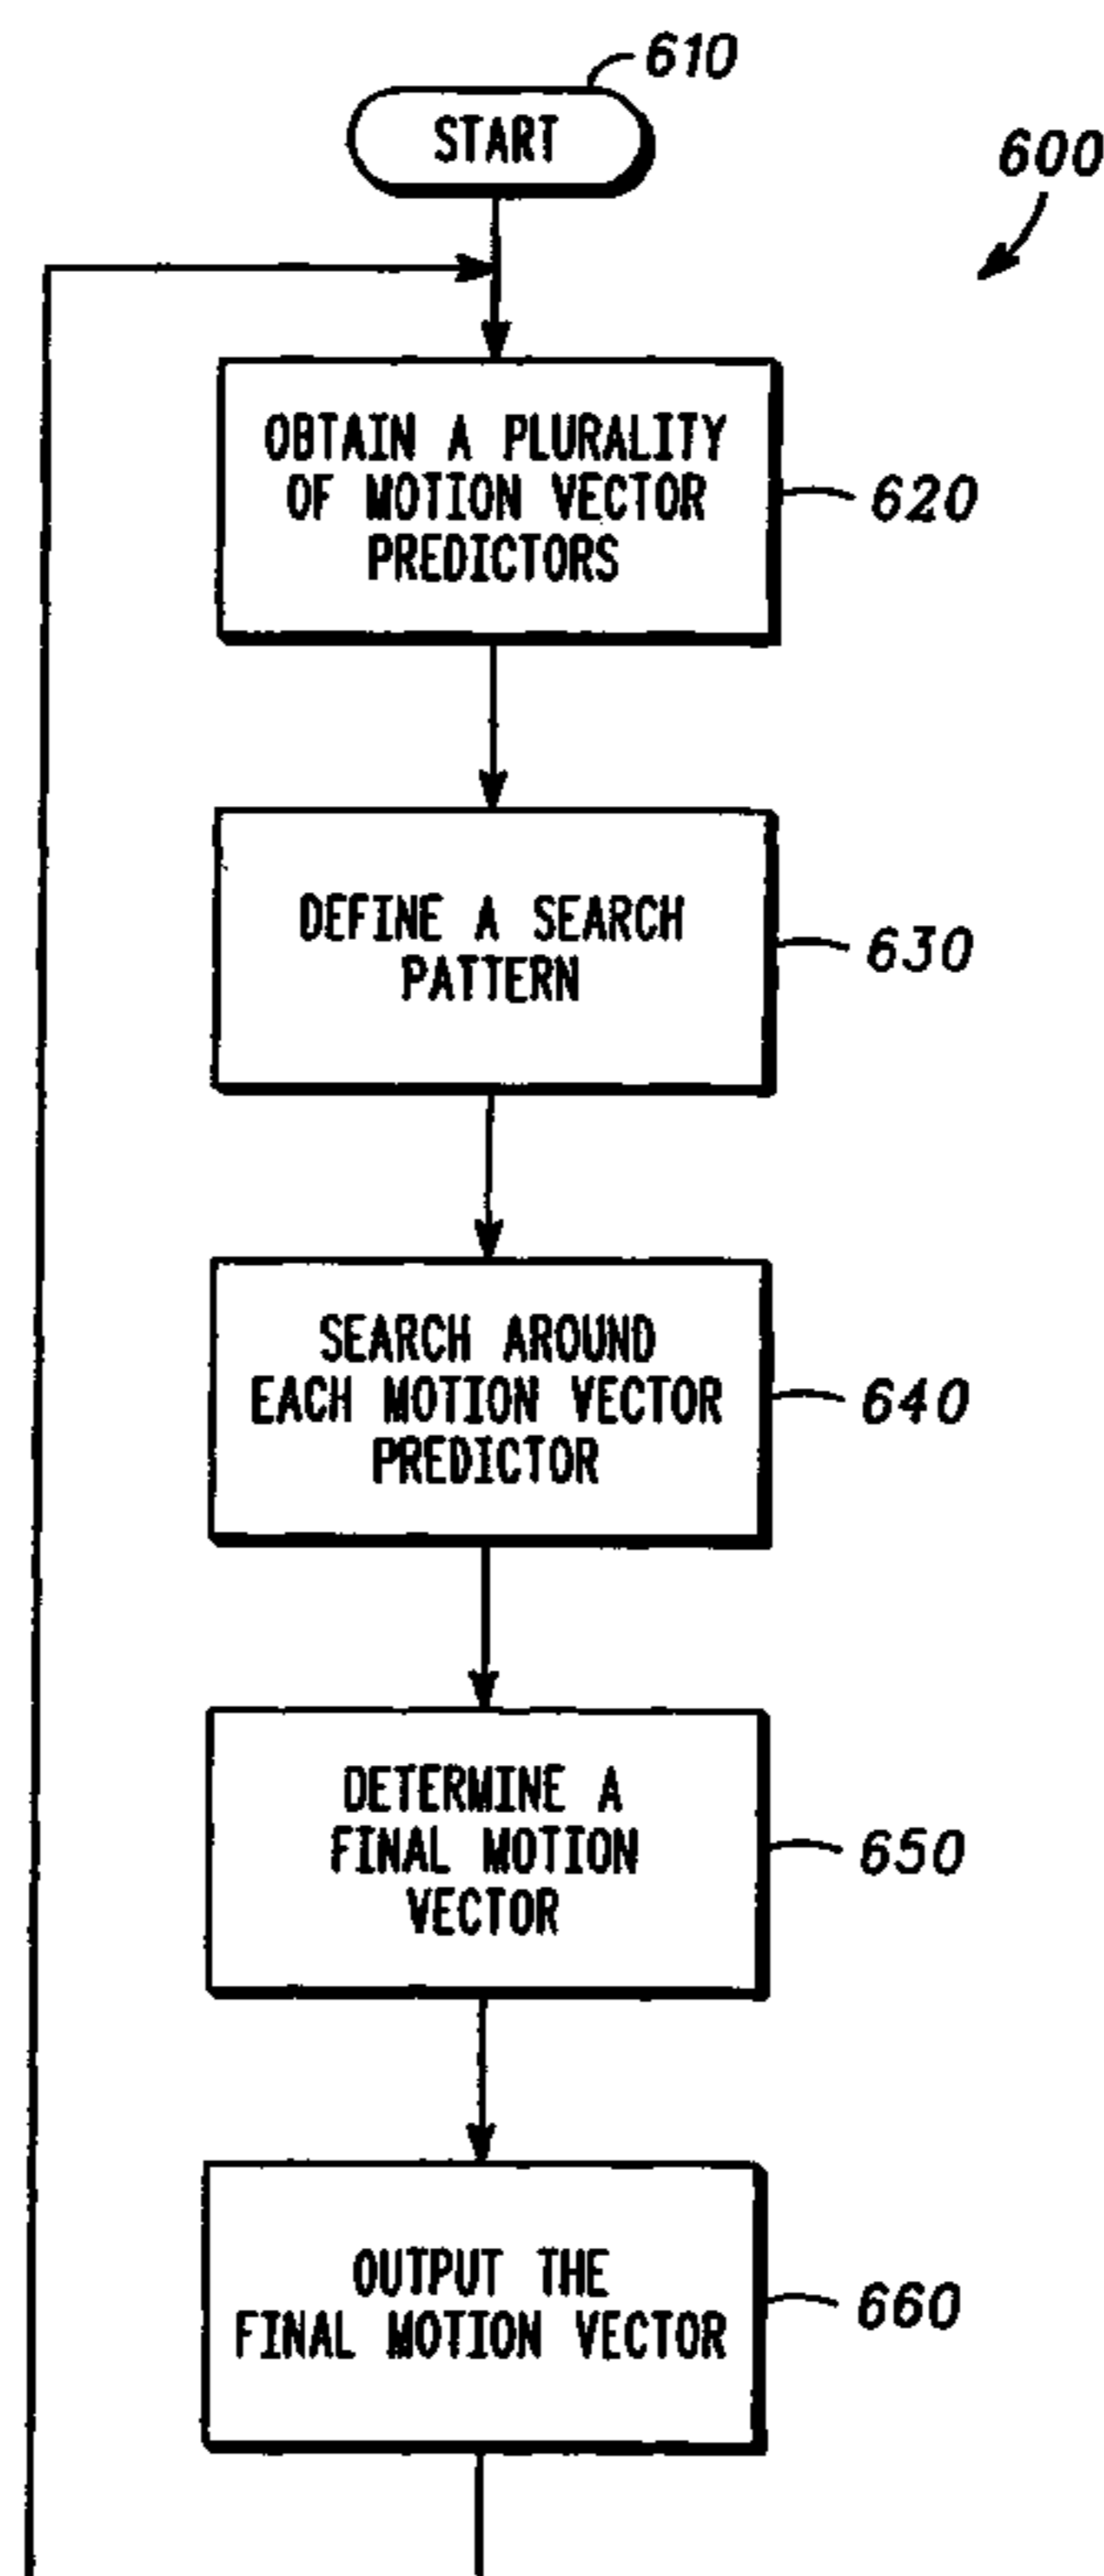 610
START
600
OBTAIN A PLURALITY
OF MOTION VECTOR
PREDICTORS
620
DEFINE A SEARCH
PATTERN
630
SEARCH AROUND
EACH MOTION VECTOR
PREDICTOR
640
DETERMINE A
FINAL MOTION
VECTOR
650
OUTPUT THE
FINAL MOTION VECTOR
660